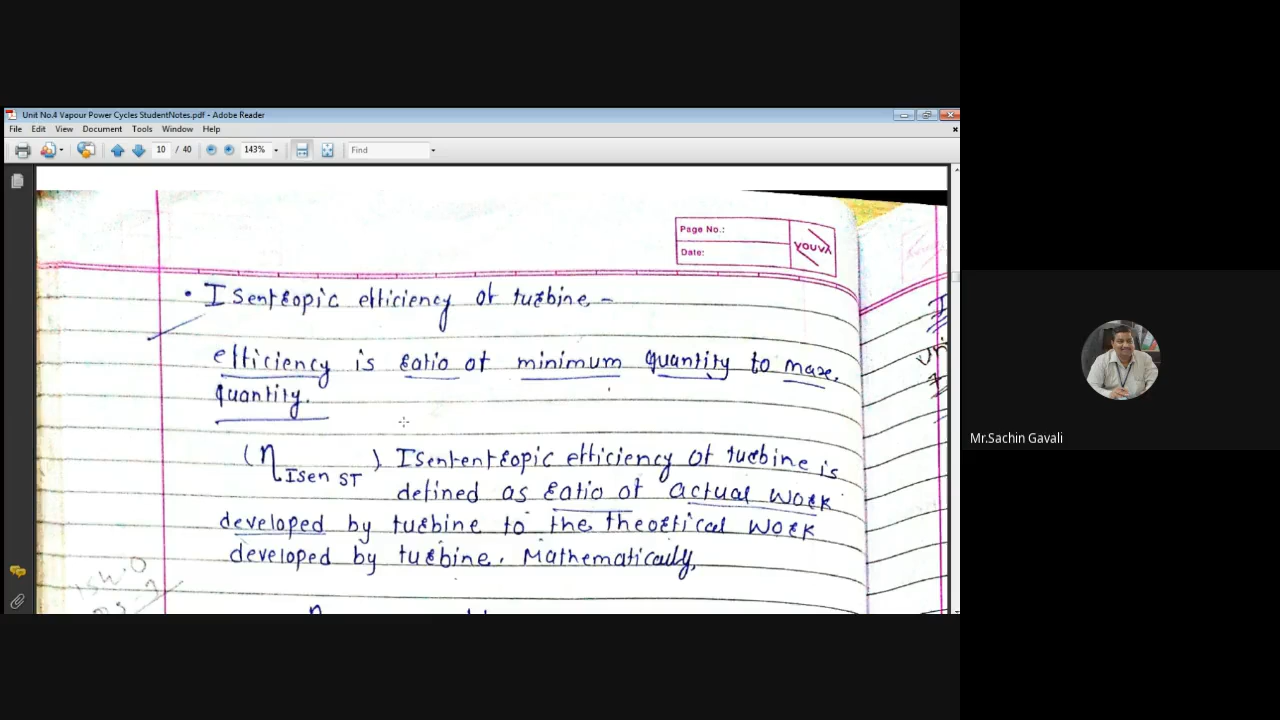 Unit No.4 Vapour Power Cycles StudentNotes.pdf - Adobe Reader
File Edit View Document Tools Window Help
10 / 40 143% Find
Page No.:
Date:
youva
• Isentropic efficiency of turbine -
efficiency is ratio of minimum quantity to max.
quantity.
(η Isen ST) Isententropic efficiency of turbine is
defined as ratio of actual work
developed by turbine to the theoretical work
developed by turbine. Mathematically,
Mr.Sachin Gavali